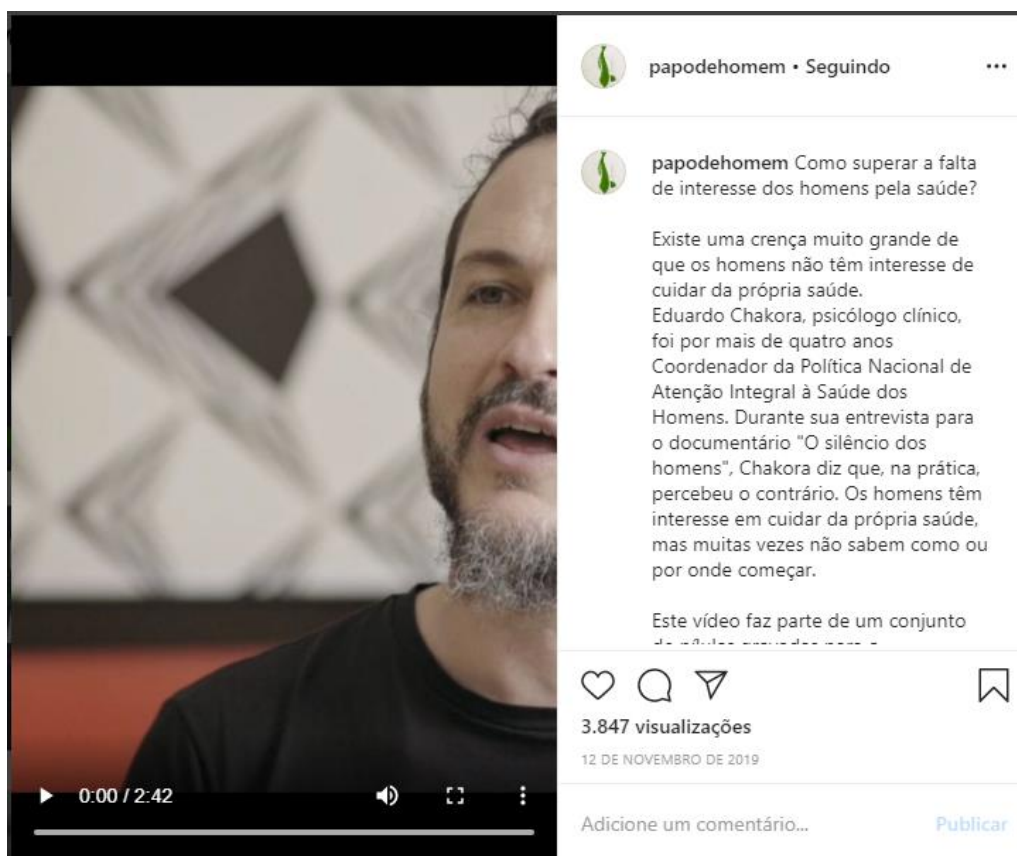 papodehomem • Seguindo
papodehomem Como superar a falta
de interesse dos homens pela saúde?
Existe uma crença muito grande de
que os homens não têm interesse de
cuidar da própria saúde.
Eduardo Chakora, psicólogo clínico,
foi por mais de quatro anos
Coordenador da Política Nacional de
Atenção Integral à Saúde dos
Homens. Durante sua entrevista para
o documentário "O silêncio dos
homens", Chakora diz que, na prática,
percebeu o contrário. Os homens têm
interesse em cuidar da própria saúde,
mas muitas vezes não sabem como ou
por onde começar.
Este vídeo faz parte de um conjunto
3.847 visualizações
12 DE NOVEMBRO DE 2019
Adicione um comentário... Publicar
0:00 / 2:42